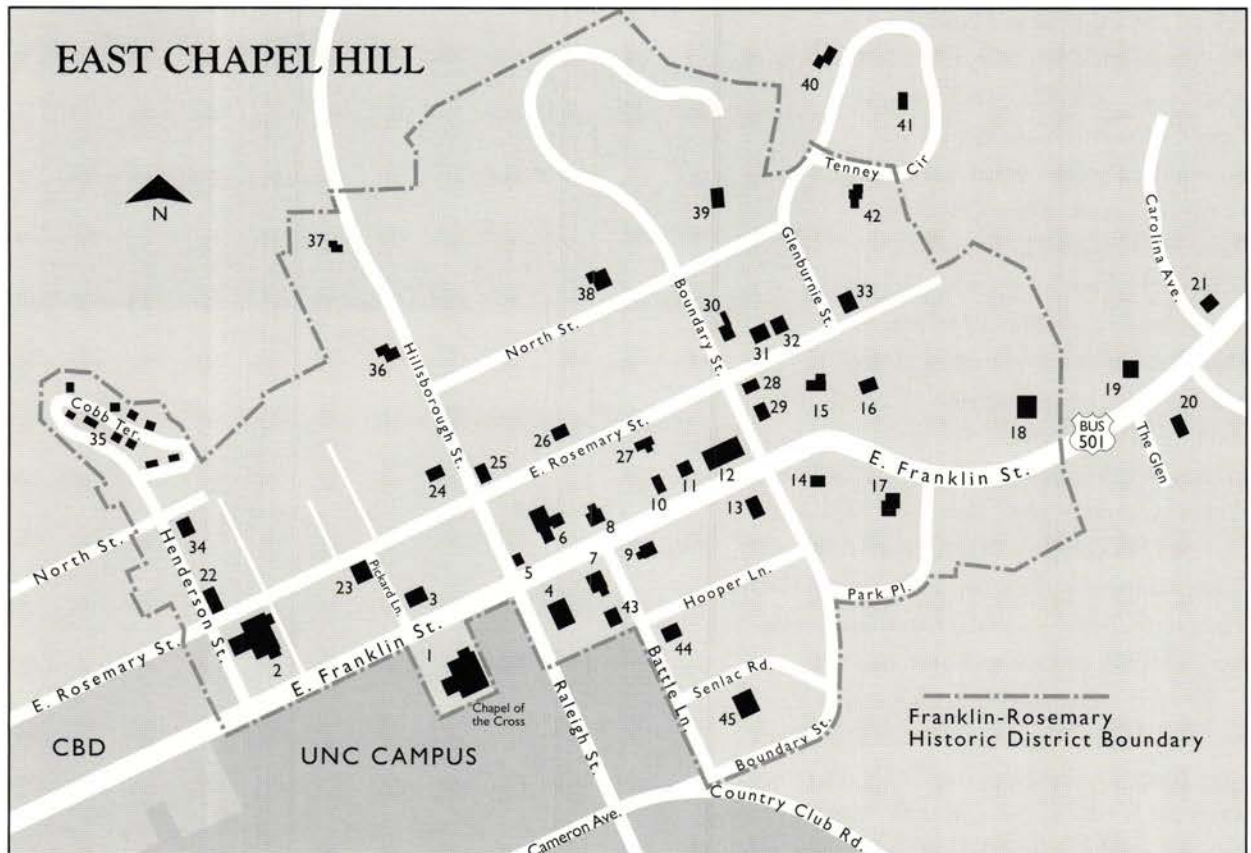 EAST CHAPEL HILL
N
40
41
Tenney Cir
42
39
37
Carolina Ave.
21
38
Glenburnie St.
33
30
Boundary St.
31
32
North St.
36
Hillsborough St.
28
29
15
16
18
19
20
BUS
501
The Glen
Cobb Ter.
35
26
E. Rosemary St.
27
24
25
12
11
10
14
17
E. Franklin St.
13
6
8
9
7
5
4
43
Hooper Ln.
Park Pl.
North St.
34
Henderson St.
22
23
Pickard Ln.
3
2
E. Rosemary St.
E. Franklin St.
1
Chapel of
the Cross
Raleigh St.
Battle Ln.
44
Senlac Rd.
45
Boundary St.
Franklin-Rosemary
Historic District Boundary
CBD
UNC CAMPUS
Cameron Ave.
Country Club Rd.